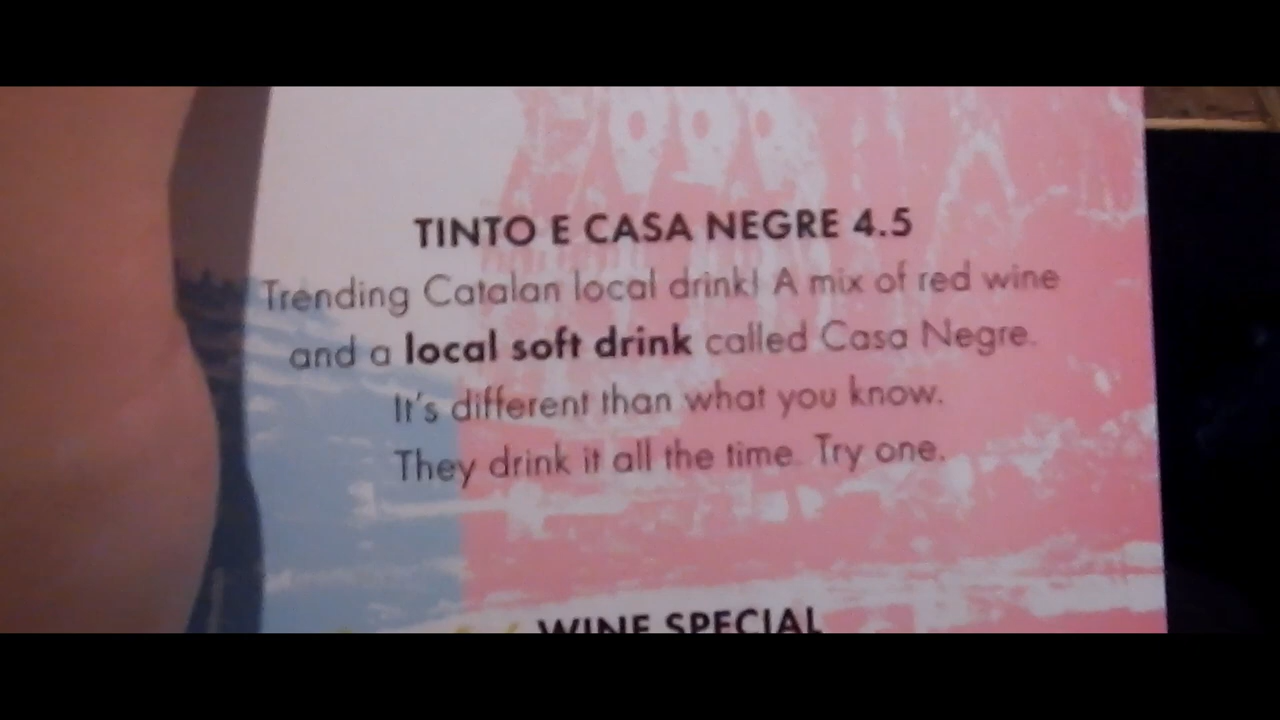 TINTO E CASA NEGRE 4.5
Trending Catalan local drink! A mix of red wine
and a local soft drink called Casa Negre.
It's different than what you know.
They drink it all the time. Try one.
WINE SPECIAL